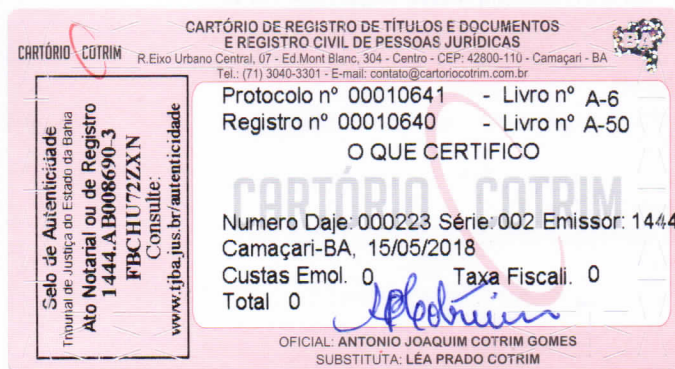 CARTÓRIO DE REGISTRO DE TÍTULOS E DOCUMENTOS
E REGISTRO CIVIL DE PESSOAS JURÍDICAS
CARTÓRIO COTRIM
R.Eixo Urbano Central, 07 - Ed.Mont Blanc, 304 - Centro - CEP: 42800-110 - Camaçari - BA
Tel.: (71) 3040-3301 - E-mail: contato@cartoriocotrim.com.br
Selo de Autenticidade
Tribunal de Justiça do Estado da Bahia
Ato Notarial ou de Registro
1444.AB008690-3
FBCHU72ZXN
Consulte:
www.tjba.jus.br/autenticidade
Protocolo nº 00010641 - Livro nº A-6
Registro nº 00010640 - Livro nº A-50
O QUE CERTIFICO
CARTÓRIO COTRIM
Numero Daje: 000223 Série: 002 Emissor: 1444
Camaçari-BA, 15/05/2018
Custas Emol. 0 Taxa Fiscali. 0
Total 0
OFICIAL: ANTONIO JOAQUIM COTRIM GOMES
SUBSTITUTA: LÉA PRADO COTRIM